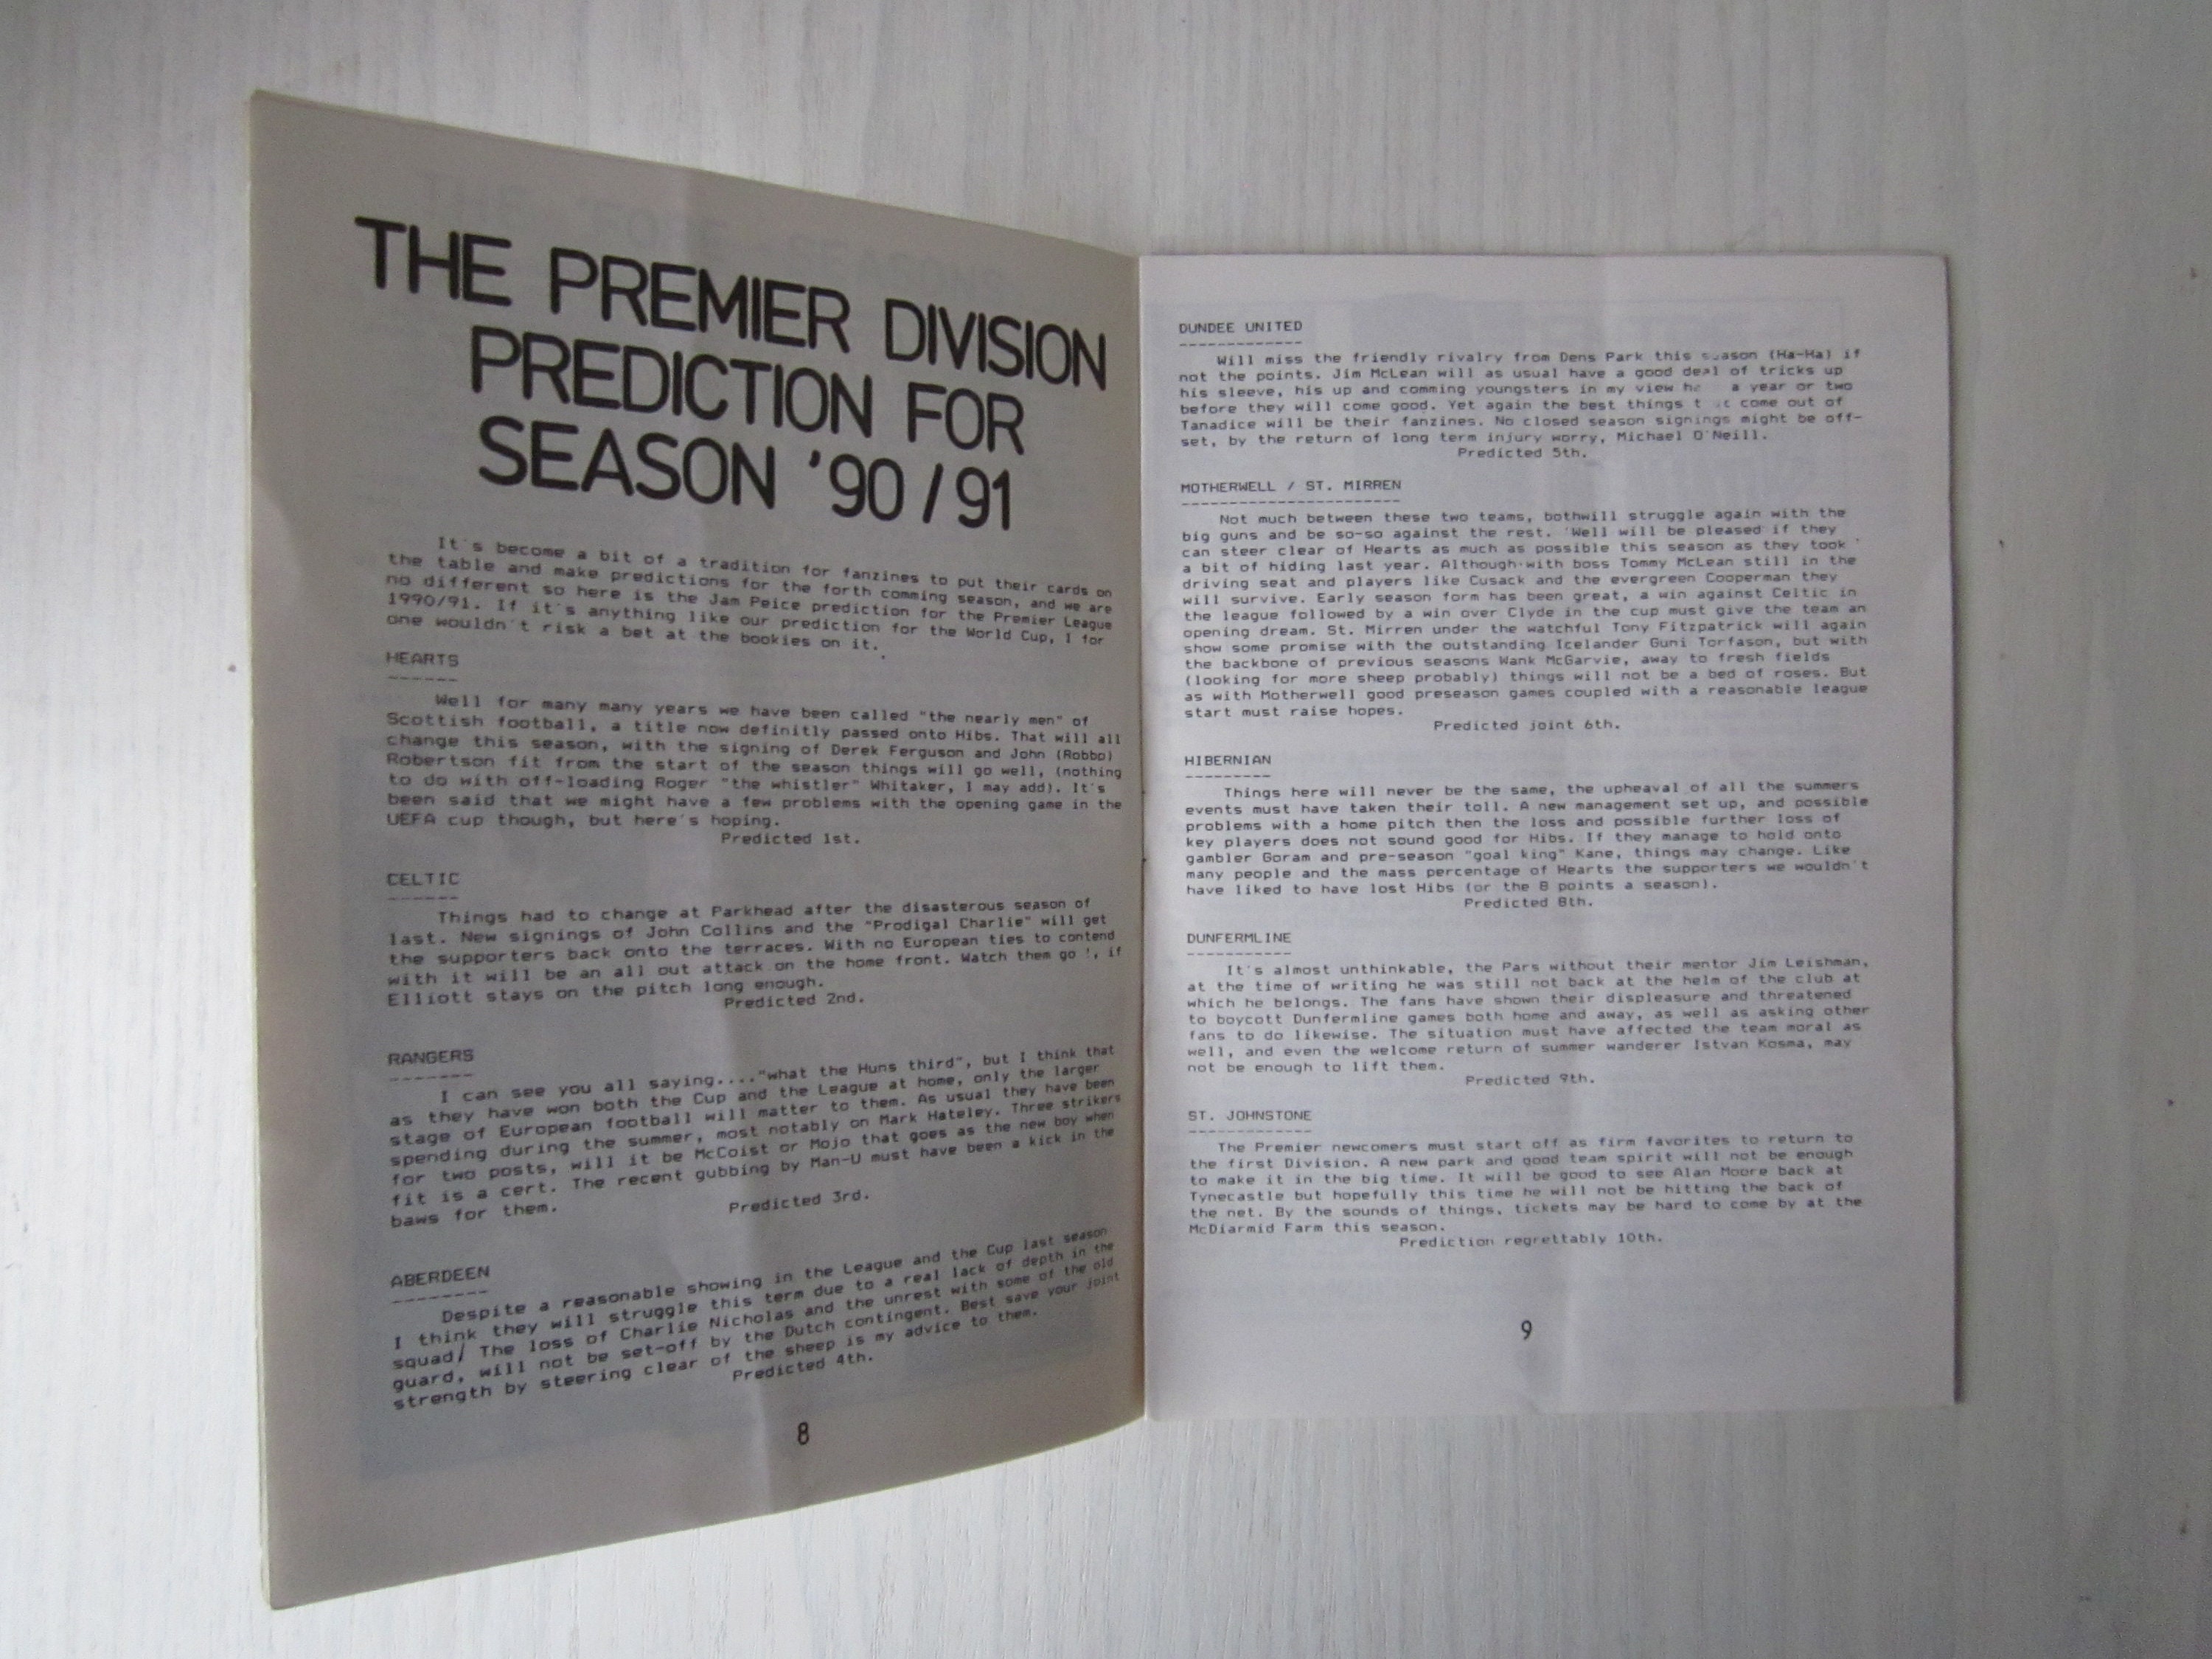 THE PREMIER DIVISION
PREDICTION FOR
SEASON '90/91
It's become a bit of a tradition for fanzines to put their cards on
the table and make predictions for the forth comming season, and we are
no different so here is the Jam Peice prediction for the Premier League
1990/91. If it's anything like our prediction for the World Cup, I for
one wouldn't risk a bet at the bookies on it.
HEARTS
Well for many many years we have been called "the nearly men" of
Scottish football, a title now definitly passed onto Hibs. That will all
change this season, with the signing of Derek Ferguson and John (Robbo)
Robertson fit from the start of the season things will go well, (nothing
to do with off-loading Roger "the whistler" Whitaker, I may add). It's
been said that we might have a few problems with the opening game in the
UEFA cup though, but here's hoping.
Predicted 1st.
CELTIC
Things had to change at Parkhead after the disasterous season of
last. New signings of John Collins and the "Prodigal Charlie" will get
the supporters back onto the terraces. With no European ties to contend
with it will be an all out attack on the home front. Watch them go !, if
Elliott stays on the pitch long enough.
Predicted 2nd.
RANGERS
I can see you all saying...."what the Huns third", but I think that
as they have won both the Cup and the League at home, only the larger
stage of European football will matter to them. As usual they have been
spending during the summer, most notably on Mark Hateley. Three strikers
for two posts, will it be McCoist or Mojo that goes as the new boy when
fit is a cert. The recent gubbing by Man-U must have been a kick in the
baws for them.
Predicted 3rd.
ABERDEEN
Despite a reasonable showing in the League and the Cup last season
I think they will struggle this term due to a real lack of depth in the
squad/ The loss of Charlie Nicholas and the unrest with some of the old
guard, will not be set-off by the Dutch contingent. Best save your joint
strength by steering clear of the sheep is my advice to them.
Predicted 4th.
8
DUNDEE UNITED
Will miss the friendly rivalry from Dens Park this season (Ha-Ha) if
not the points. Jim McLean will as usual have a good deal of tricks up
his sleeve, his up and comming youngsters in my view a year or two
before they will come good. Yet again the best things come out of
Tanadice will be their fanzines. No closed season signings might be off-
set, by the return of long term injury worry, Michael O'Neill.
Predicted 5th.
MOTHERWELL / ST. MIRREN
Not much between these two teams, bothwill struggle again with the
big guns and be so-so against the rest. 'Well will be pleased if they
can steer clear of Hearts as much as possible this season as they took
a bit of hiding last year. Although with boss Tommy McLean still in the
driving seat and players like Cusack and the evergreen Cooperman they
will survive. Early season form has been great, a win against Celtic in
the league followed by a win over Clyde in the cup must give the team an
opening dream. St. Mirren under the watchful Tony Fitzpatrick will again
show some promise with the outstanding Icelander Guni Torfason, but with
the backbone of previous seasons Wank McGarvie, away to fresh fields
(looking for more sheep probably) things will not be a bed of roses. But
as with Motherwell good preseason games coupled with a reasonable league
start must raise hopes.
Predicted joint 6th.
HIBERNIAN
Things here will never be the same, the upheaval of all the summers
events must have taken their toll. A new management set up, and possible
problems with a home pitch then the loss and possible further loss of
key players does not sound good for Hibs. If they manage to hold onto
gambler Goram and pre-season "goal king" Kane, things may change. Like
many people and the mass percentage of Hearts the supporters we wouldn't
have liked to have lost Hibs (or the 8 points a season).
Predicted 8th.
DUNFERMLINE
It's almost unthinkable, the Pars without their mentor Jim Leishman,
at the time of writing he was still not back at the helm of the club at
which he belongs. The fans have shown their displeasure and threatened
to boycott Dunfermline games both home and away, as well as asking other
fans to do likewise. The situation must have affected the team moral as
well, and even the welcome return of summer wanderer Istvan Kosma, may
not be enough to lift them.
Predicted 9th.
ST. JOHNSTONE
The Premier newcomers must start off as firm favorites to return to
the first Division. A new park and good team spirit will not be enough
to make it in the big time. It will be good to see Alan Moore back at
Tynecastle but hopefully this time he will not be hitting the back of
the net. By the sounds of things, tickets may be hard to come by at the
McDiarmid Farm this season.
Prediction regrettably 10th.
9